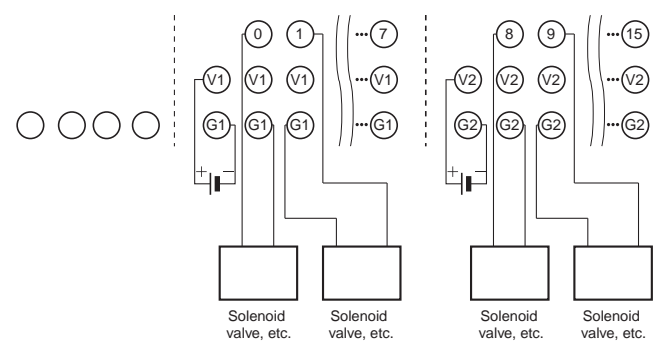 0 1 ••• 7 8 9 ••• 15
V1 V1 V1 ••• V1 V2 V2 V2 ••• V2
G1 G1 G1 ••• G1 G2 G2 G2 ••• G2
+ − + −
Solenoid valve, etc.
Solenoid valve, etc.
Solenoid valve, etc.
Solenoid valve, etc.